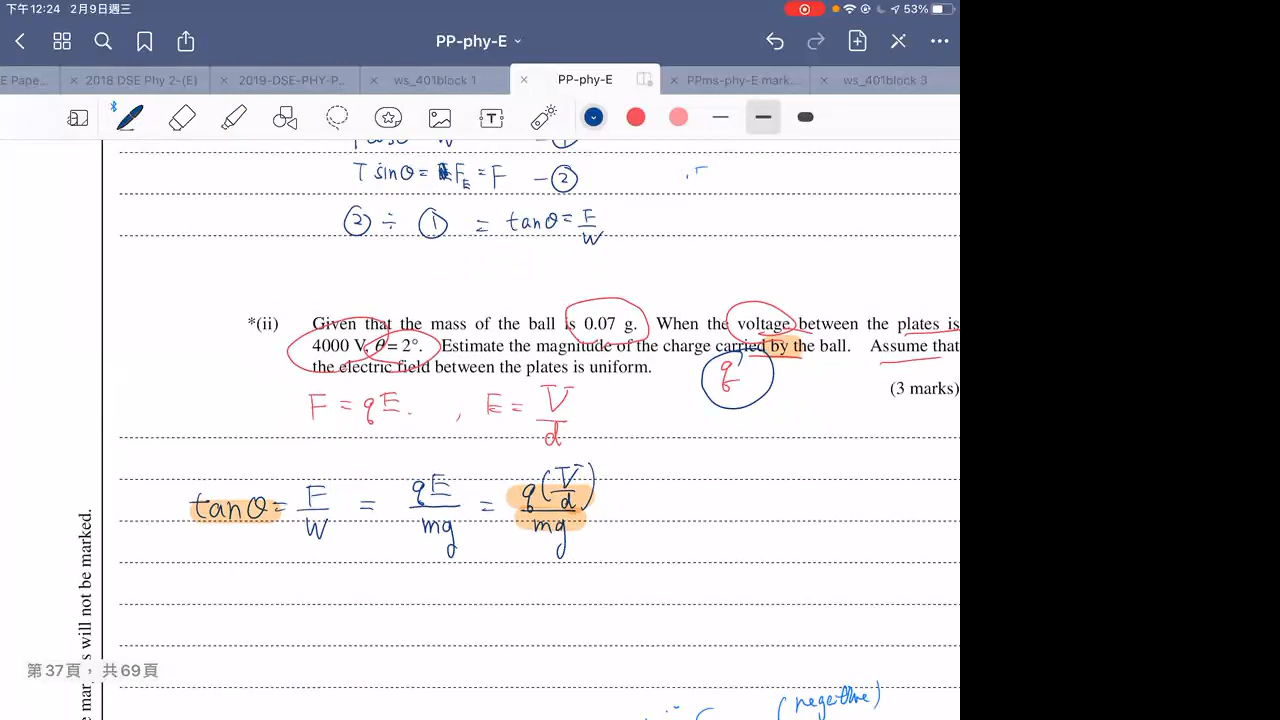 下午12:24 2月9日週三
53%
PP-phy-E
E Pape...
2018 DSE Phy 2-(E)
2019-DSE-PHY-P...
ws_401block 1
PP-phy-E
PPms-phy-E mark...
ws_401block 3
T sinθ = F_E = F — ②
② ÷ ① = tanθ = F/W
*(ii) Given that the mass of the ball is 0.07 g. When the voltage between the plates is
4000 V, θ = 2°. Estimate the magnitude of the charge carried by the ball. Assume that
the electric field between the plates is uniform.
q
(3 marks)
F = qE. , E = V/d
tanθ = F/W = qE/mg = q(V/d)/mg
s will not be marked.
第37頁， 共69頁
(negative)